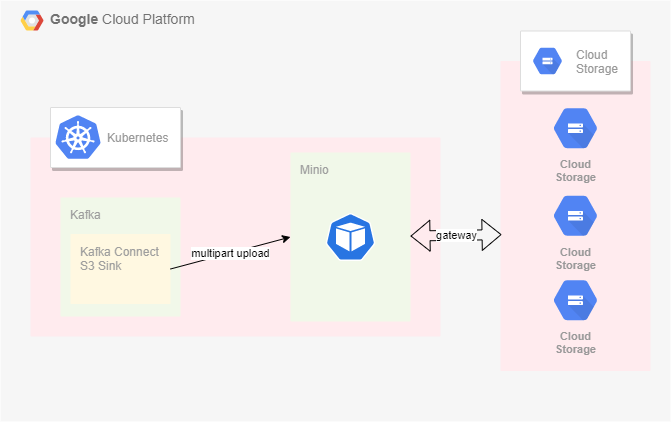 Google Cloud Platform
Cloud
Storage
Kubernetes
Minio
Kafka
Kafka Connect
S3 Sink
multipart upload
gateway
Cloud
Storage
Cloud
Storage
Cloud
Storage